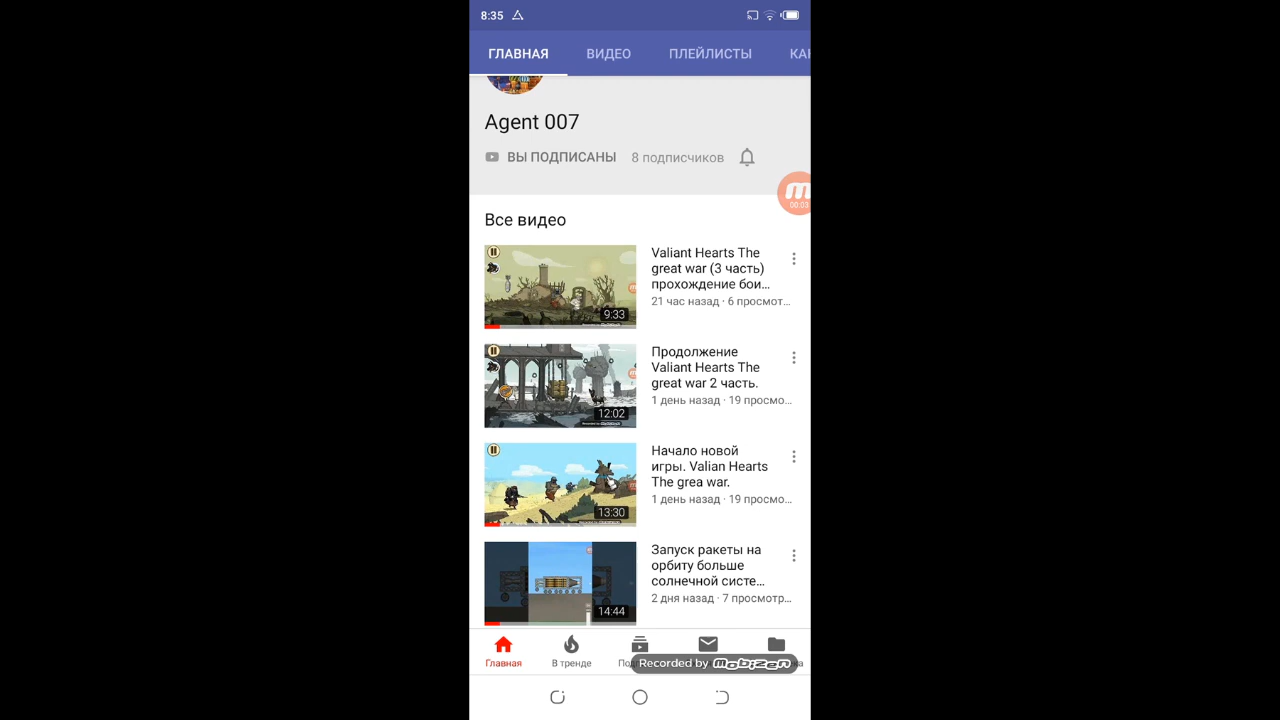 8:35
ГЛАВНАЯ ВИДЕО ПЛЕЙЛИСТЫ КА
Agent 007
ВЫ ПОДПИСАНЫ 8 подписчиков
00:03
Все видео
Valiant Hearts The
great war (3 часть)
прохождение бои...
21 час назад · 6 просмот...
9:33
Продолжение
Valiant Hearts The
great war 2 часть.
1 день назад · 19 просмо...
12:02
Начало новой
игры. Valian Hearts
The grea war.
1 день назад · 19 просмо...
13:30
Запуск ракеты на
орбиту больше
солнечной систе...
2 дня назад · 7 просмотр...
14:44
Главная В тренде
Recorded by mobizen